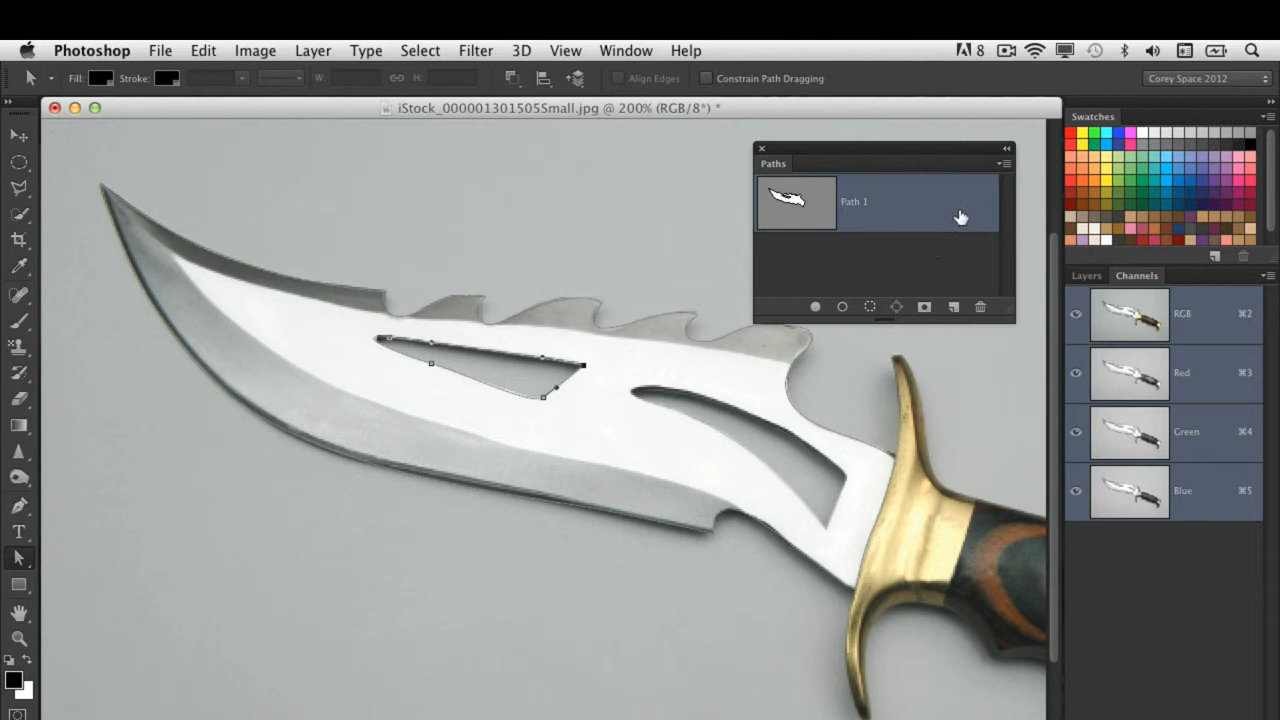 Photoshop File Edit Image Layer Type Select Filter 3D View Window Help 8
Fill: Stroke: W: H: Align Edges Constrain Path Dragging Corey Space 2012
iStock_000001301505Small.jpg @ 200% (RGB/8*) *
Swatches
Paths
Path 1
Layers Channels
RGB ⌘2
Red ⌘3
Green ⌘4
Blue ⌘5